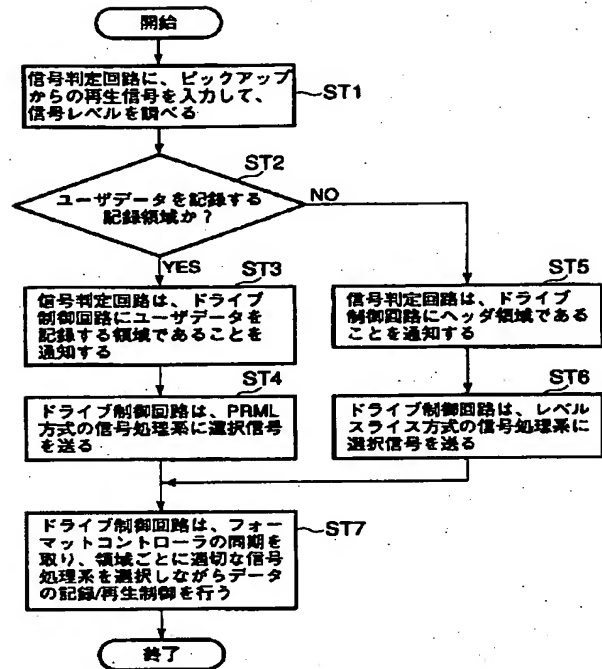 開始
信号判定回路に、ピックアップ
からの再生信号を入力して、
信号レベルを調べる
ST1
ST2
ユーザデータを記録する
記録領域か?
NO
YES
ST3
信号判定回路は、ドライブ
制御回路にユーザデータを
記録する領域であることを
通知する
ST5
信号判定回路は、ドライブ
制御回路にヘッダ領域である
ことを通知する
ST4
ドライブ制御回路は、PRML
方式の信号処理系に選択信号
を送る
ST6
ドライブ制御回路は、レベル
スライス方式の信号処理系に
選択信号を送る
ドライブ制御回路は、フォー
マットコントローラの同期を
取り、領域ごとに適切な信号
処理系を選択しながらデータ
の記録/再生制御を行う
ST7
終了